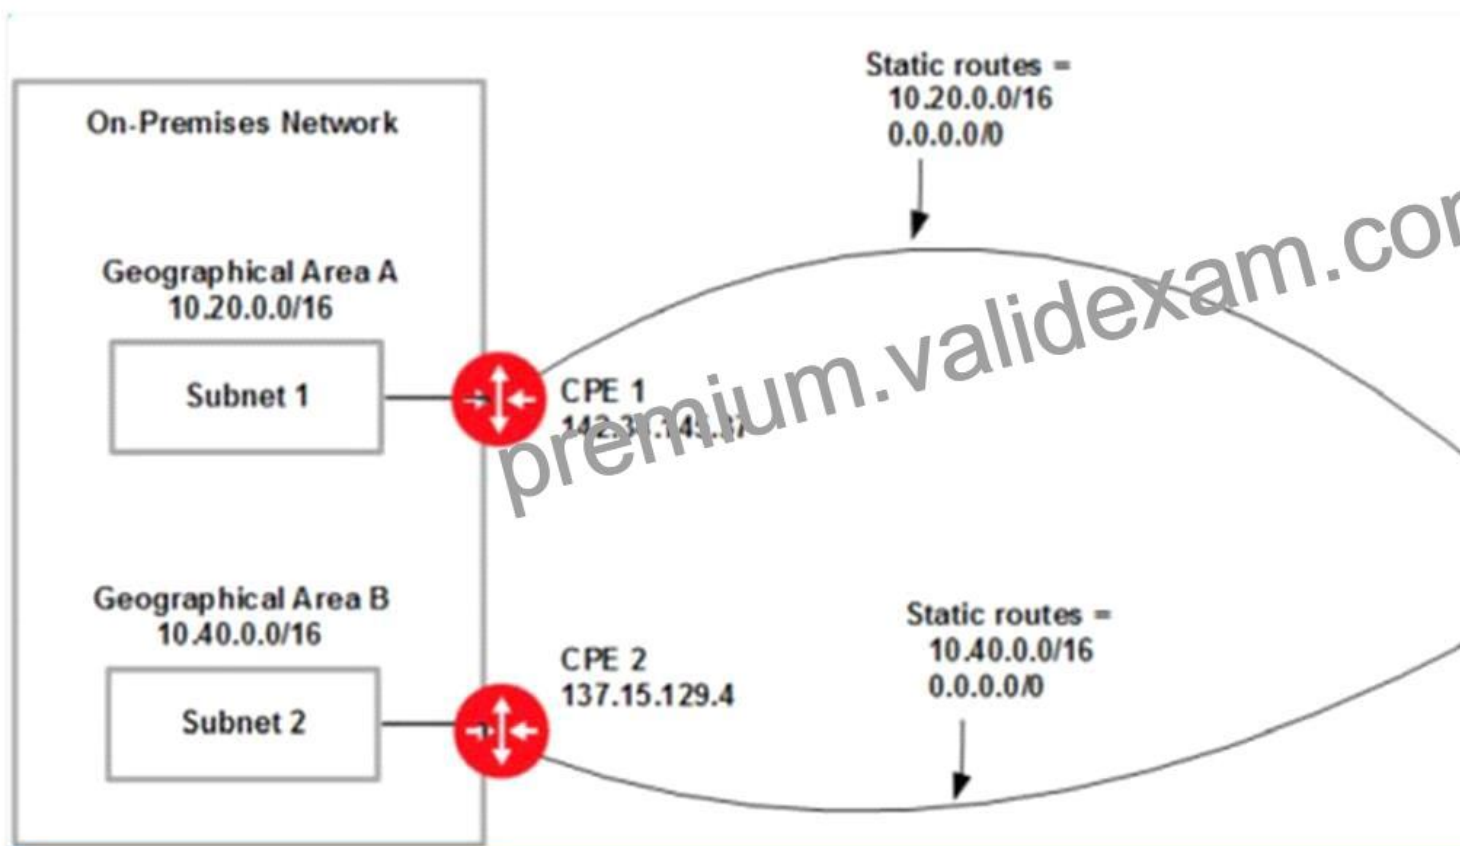 Static routes =
10.20.0.0/16
0.0.0.0/0
On-Premises Network
Geographical Area A
10.20.0.0/16
Subnet 1
CPE 1
premium.validexam.co
Geographical Area B
10.40.0.0/16
Subnet 2
CPE 2
137.15.129.4
Static routes =
10.40.0.0/16
0.0.0.0/0